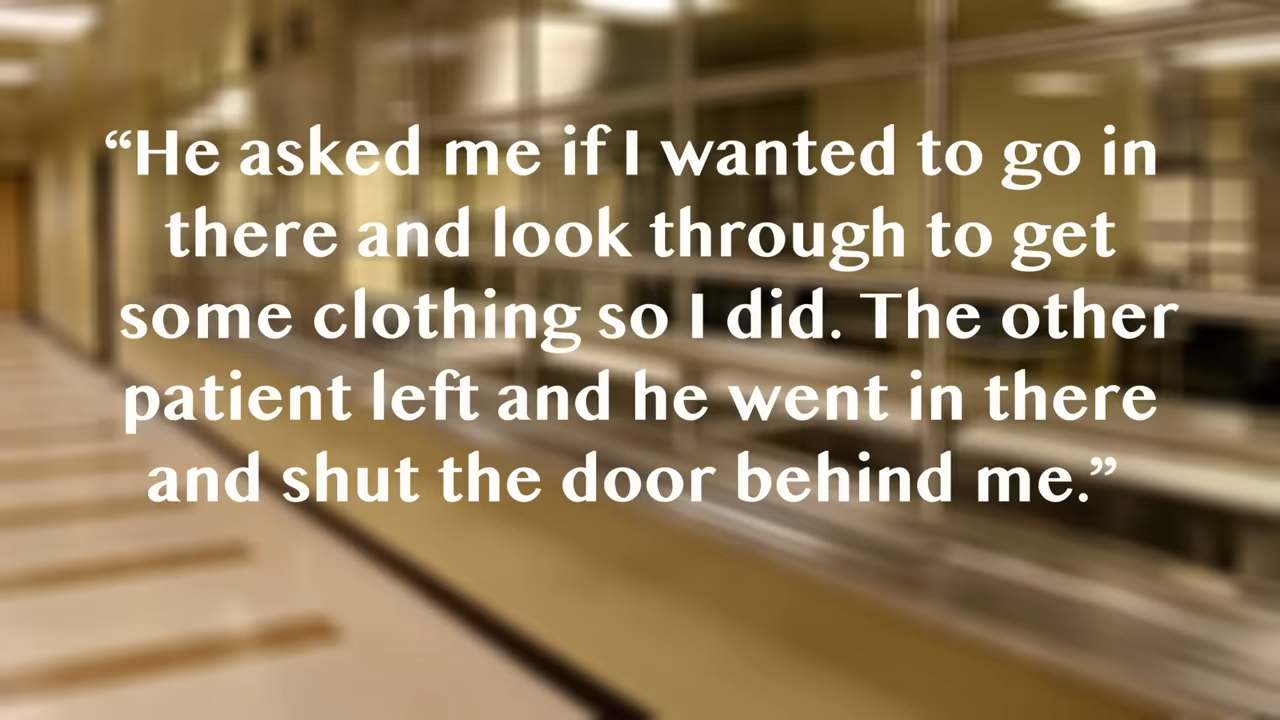 “He asked me if I wanted to go in
there and look through to get
some clothing so I did. The other
patient left and he went in there
and shut the door behind me.”